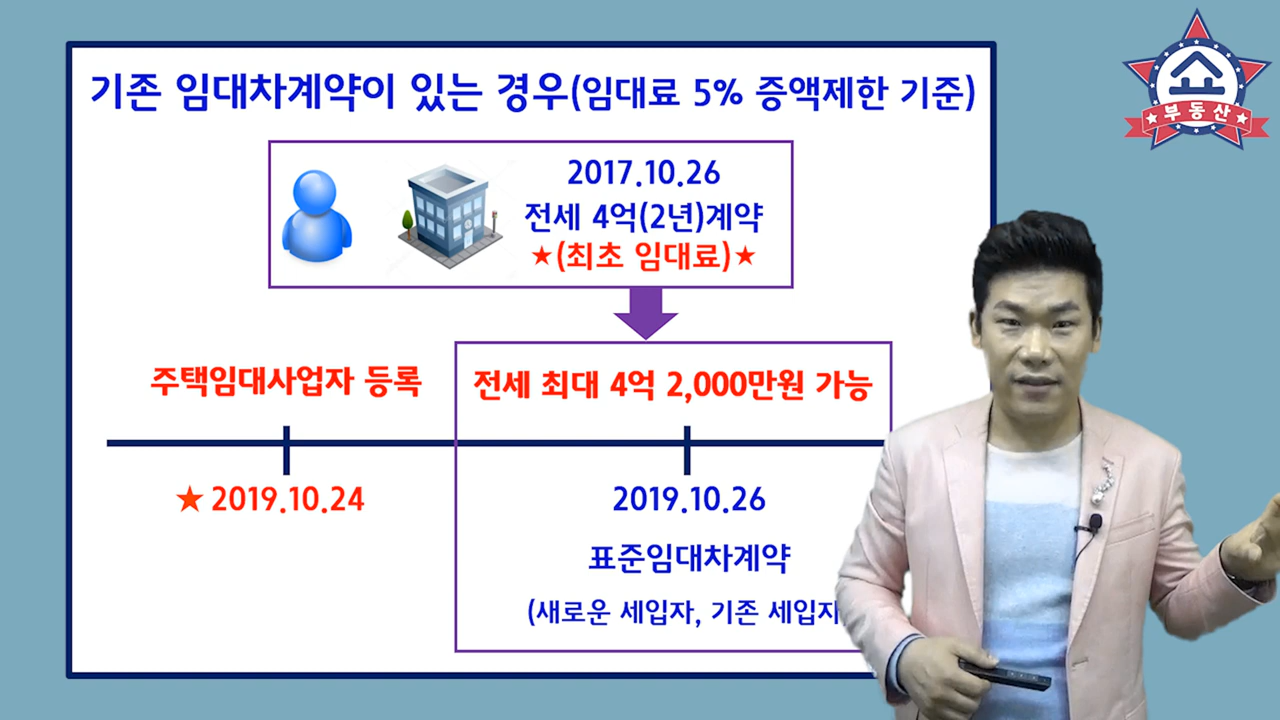 기존 임대차계약이 있는 경우(임대료 5% 증액제한 기준)
부동산
2017.10.26
전세 4억(2년)계약
★(최초 임대료)★
주택임대사업자 등록
전세 최대 4억 2,000만원 가능
★ 2019.10.24
2019.10.26
표준임대차계약
(새로운 세입자, 기존 세입자